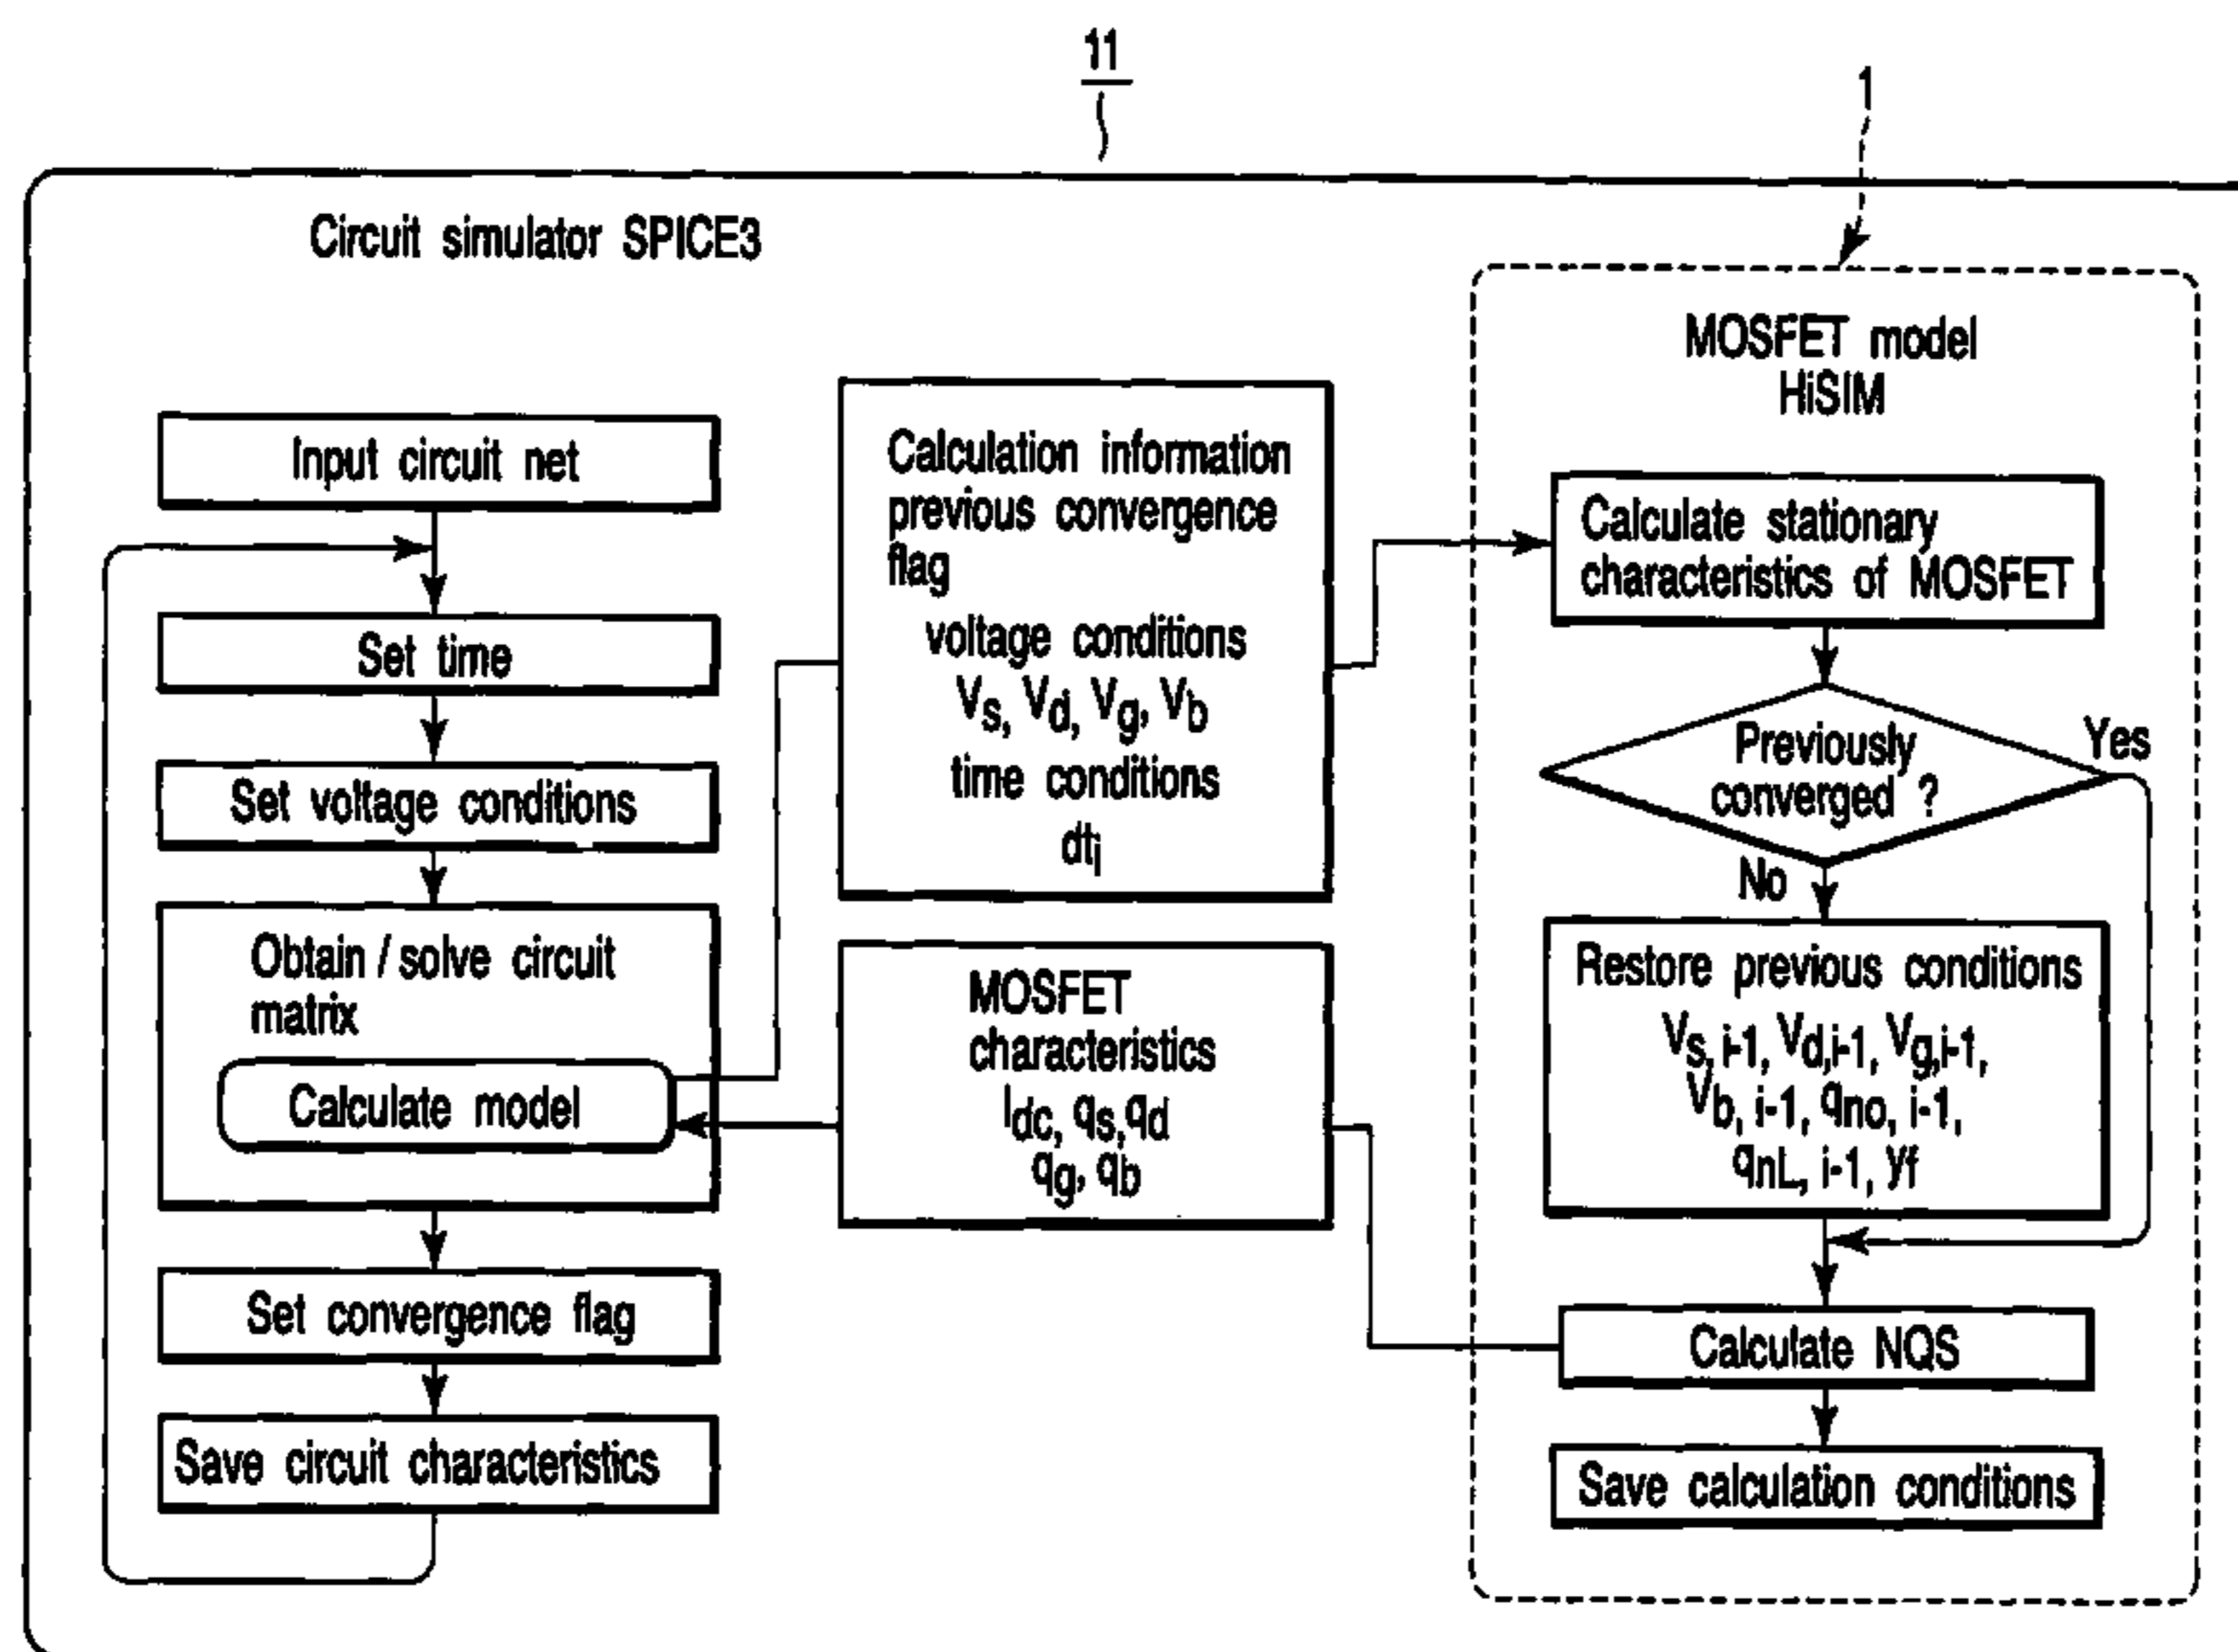 11
1
Circuit simulator SPICE3
Input circuit net
Set time
Set voltage conditions
Obtain / solve circuit
matrix
Calculate model
Set convergence flag
Save circuit characteristics
Calculation information
previous convergence
flag
voltage conditions
Vs, Vd, Vg, Vb
time conditions
dti
MOSFET
characteristics
Idc, qs,qd
qg, qb
MOSFET model
HiSIM
Calculate stationary
characteristics of MOSFET
Previously
converged ?
Yes
No
Restore previous conditions
Vs, i-1, Vd,i-1, Vg,i-1,
Vb, i-1, qno, i-1,
qnL, i-1, yf
Calculate NQS
Save calculation conditions